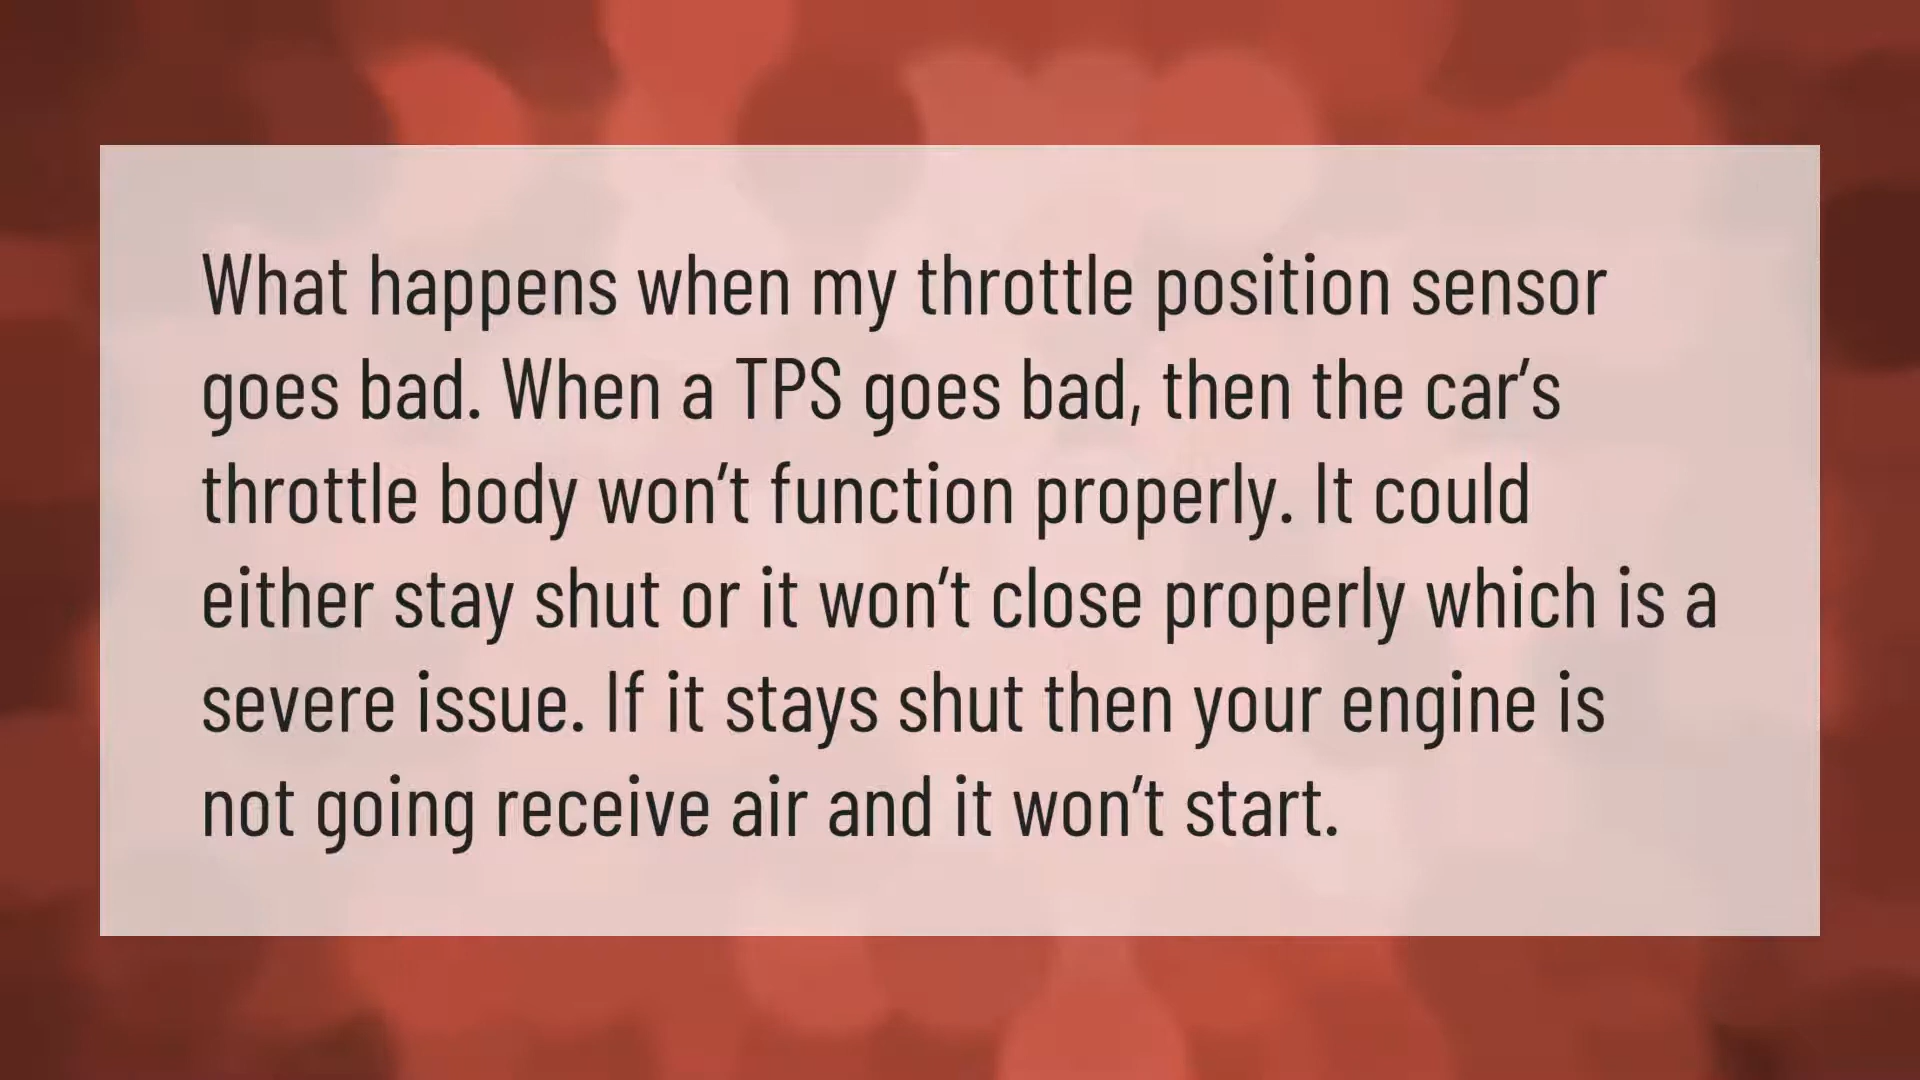 What happens when my throttle position sensor
goes bad. When a TPS goes bad, then the car’s
throttle body won’t function properly. It could
either stay shut or it won’t close properly which is a
severe issue. If it stays shut then your engine is
not going receive air and it won’t start.